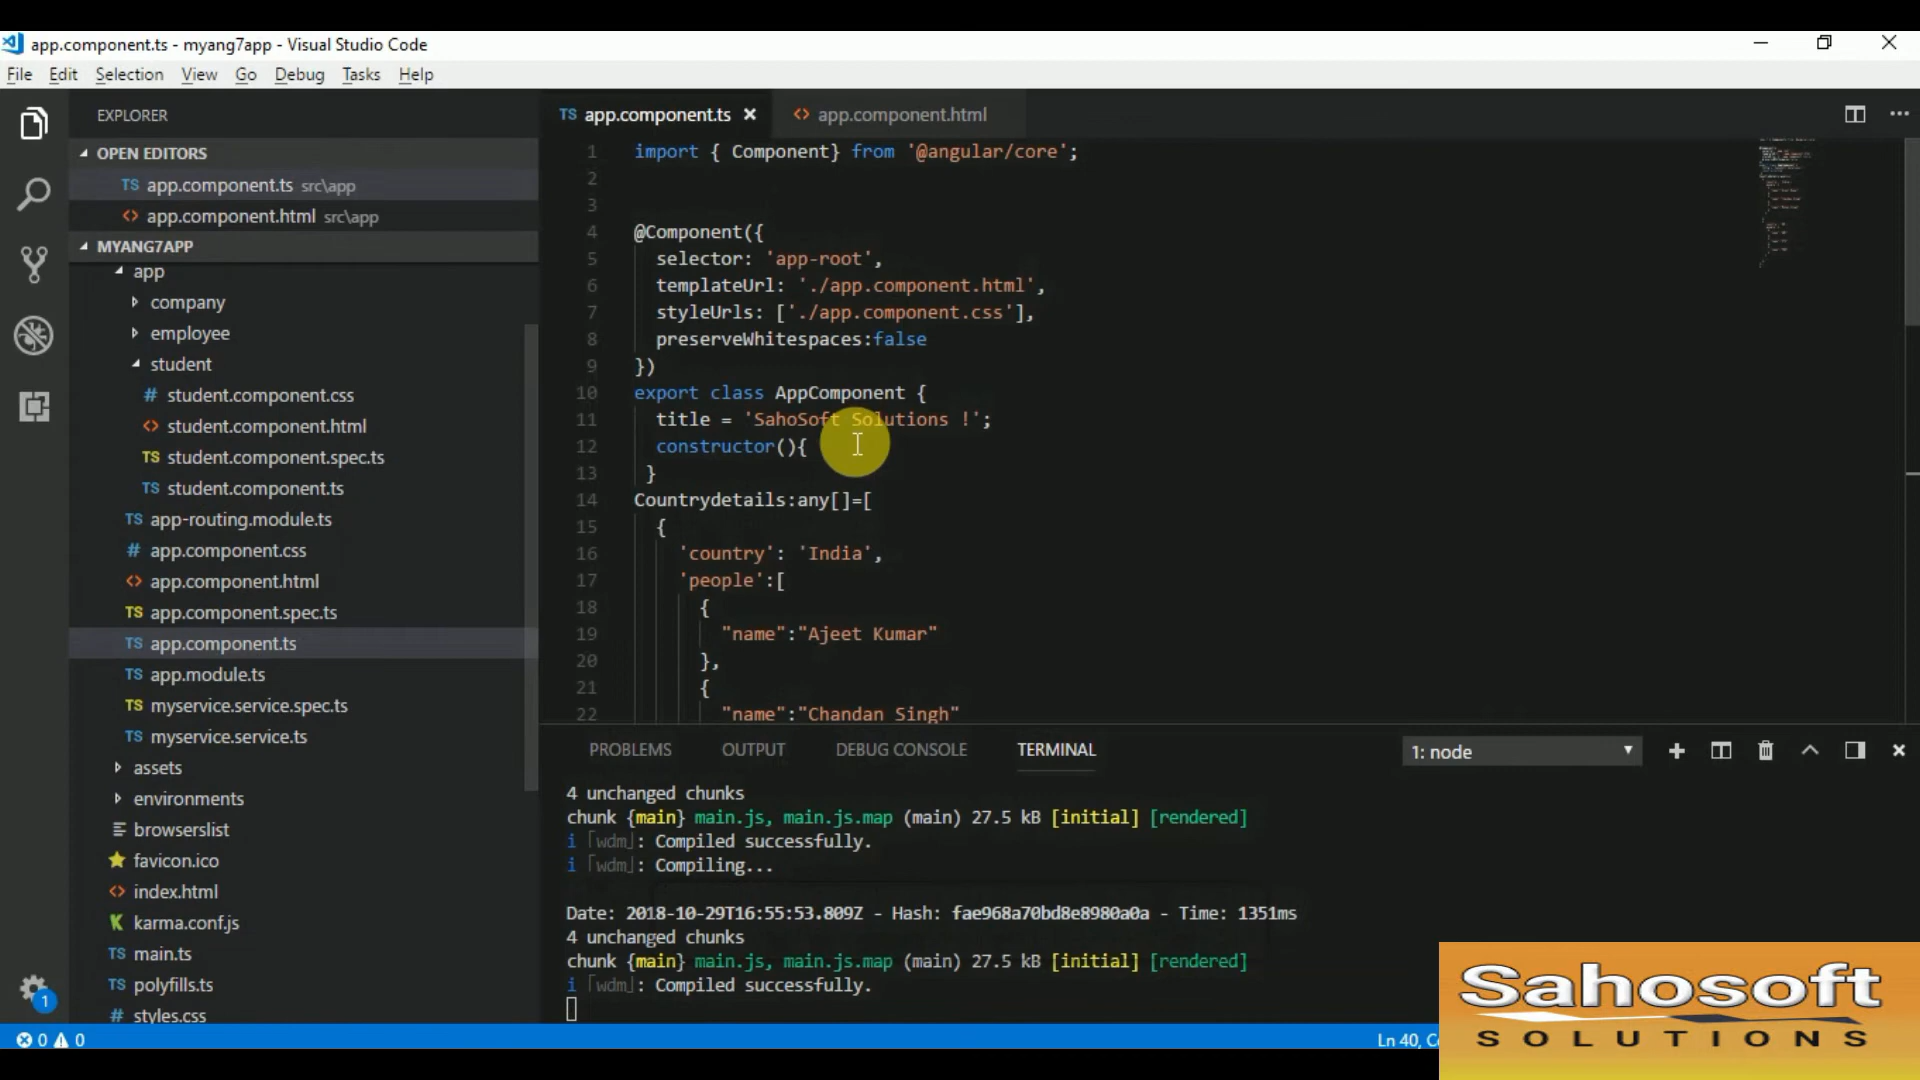 app.component.ts - myang7app - Visual Studio Code
File Edit Selection View Go Debug Tasks Help
EXPLORER
OPEN EDITORS
TS app.component.ts src\app
<> app.component.html src\app
MYANG7APP
app
company
employee
student
# student.component.css
<> student.component.html
TS student.component.spec.ts
TS student.component.ts
TS app-routing.module.ts
# app.component.css
<> app.component.html
TS app.component.spec.ts
TS app.component.ts
TS app.module.ts
TS myservice.service.spec.ts
TS myservice.service.ts
assets
environments
browserslist
favicon.ico
<> index.html
karma.conf.js
TS main.ts
TS polyfills.ts
# styles.css
1
TS app.component.ts
<> app.component.html
1 import { Component} from '@angular/core';
2
3
4 @Component({
5 selector: 'app-root',
6 templateUrl: './app.component.html',
7 styleUrls: ['./app.component.css'],
8 preserveWhitespaces:false
9 })
10 export class AppComponent {
11 title = 'SahoSoft Solutions !';
12 constructor(){
13 }
14 Countrydetails:any[]=[
15 {
16 'country': 'India',
17 'people':[
18 {
19 "name":"Ajeet Kumar"
20 },
21 {
22 "name":"Chandan Singh"
PROBLEMS OUTPUT DEBUG CONSOLE TERMINAL
1: node
4 unchanged chunks
chunk {main} main.js, main.js.map (main) 27.5 kB [initial] [rendered]
i ｢wdm｣: Compiled successfully.
i ｢wdm｣: Compiling...
Date: 2018-10-29T16:55:53.809Z - Hash: fae968a70bd8e8980a0a - Time: 1351ms
4 unchanged chunks
chunk {main} main.js, main.js.map (main) 27.5 kB [initial] [rendered]
i ｢wdm｣: Compiled successfully.
0 0
Ln 40,
Sahosoft
SOLUTIONS